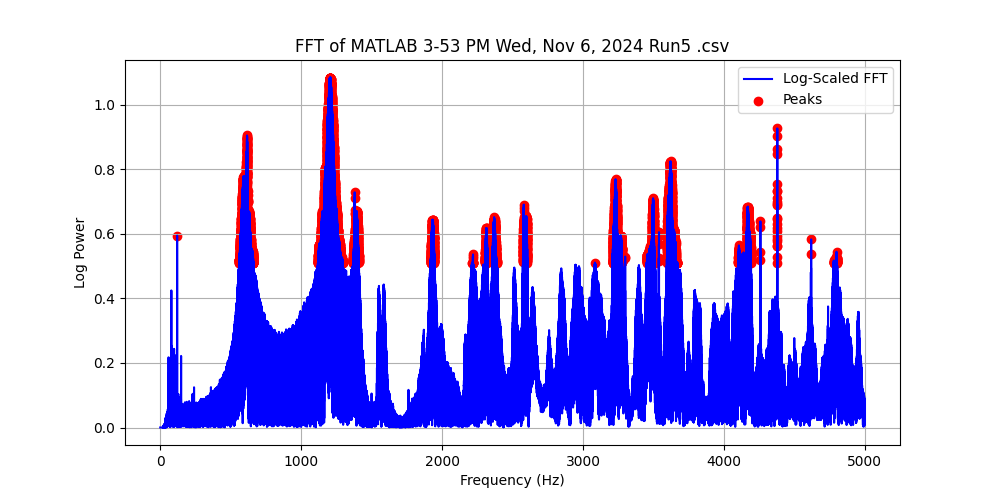 FFT of MATLAB 3-53 PM Wed, Nov 6, 2024 Run5 .csv
Log-Scaled FFT
Peaks
Log Power
1.0
0.8
0.6
0.4
0.2
0.0
0 1000 2000 3000 4000 5000
Frequency (Hz)